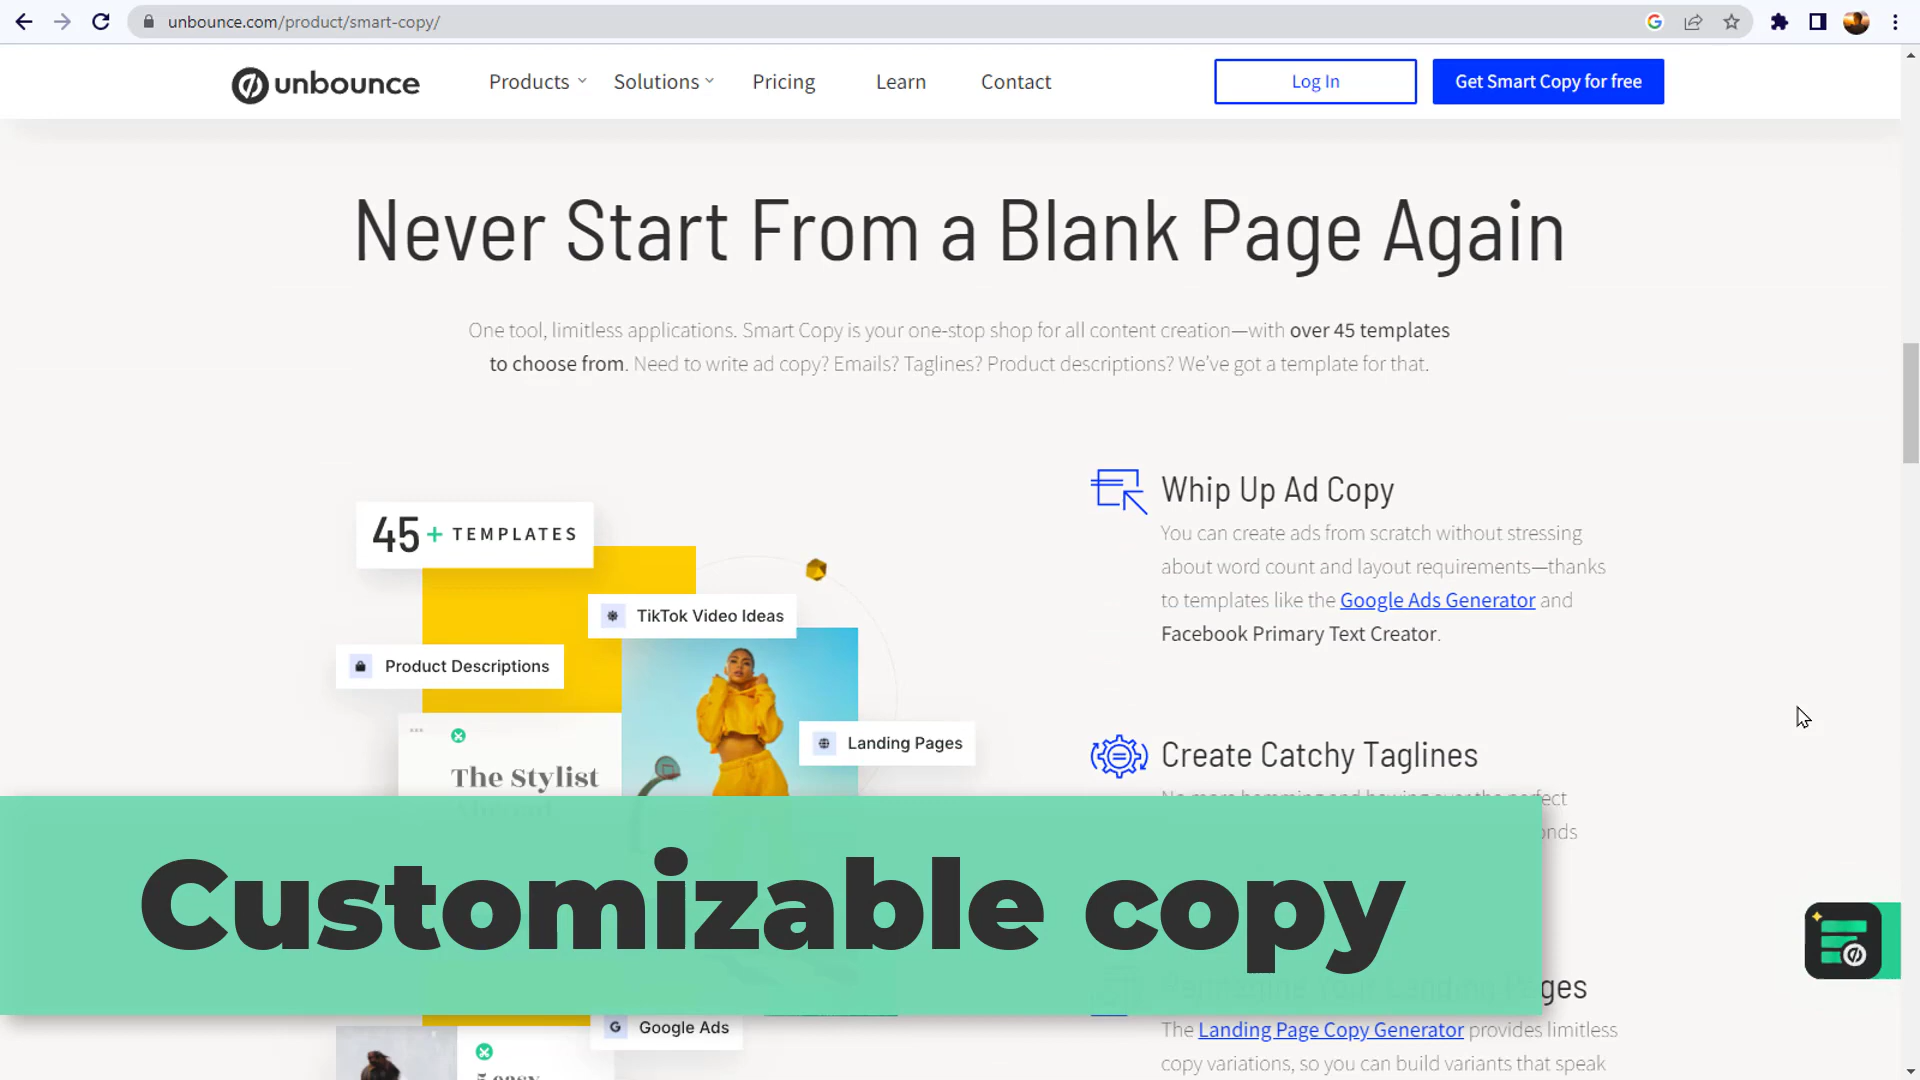 unbounce.com/product/smart-copy/
unbounce
Products
Solutions
Pricing
Learn
Contact
Log In
Get Smart Copy for free
Never Start From a Blank Page Again
One tool, limitless applications. Smart Copy is your one-stop shop for all content creation—with over 45 templates
to choose from. Need to write ad copy? Emails? Taglines? Product descriptions? We've got a template for that.
45+ TEMPLATES
TikTok Video Ideas
Product Descriptions
Landing Pages
The Stylist
Whip Up Ad Copy
You can create ads from scratch without stressing
about word count and layout requirements—thanks
to templates like the Google Ads Generator and
Facebook Primary Text Creator.
Create Catchy Taglines
Customizable copy
G Google Ads
The Landing Page Copy Generator provides limitless
copy variations, so you can build variants that speak